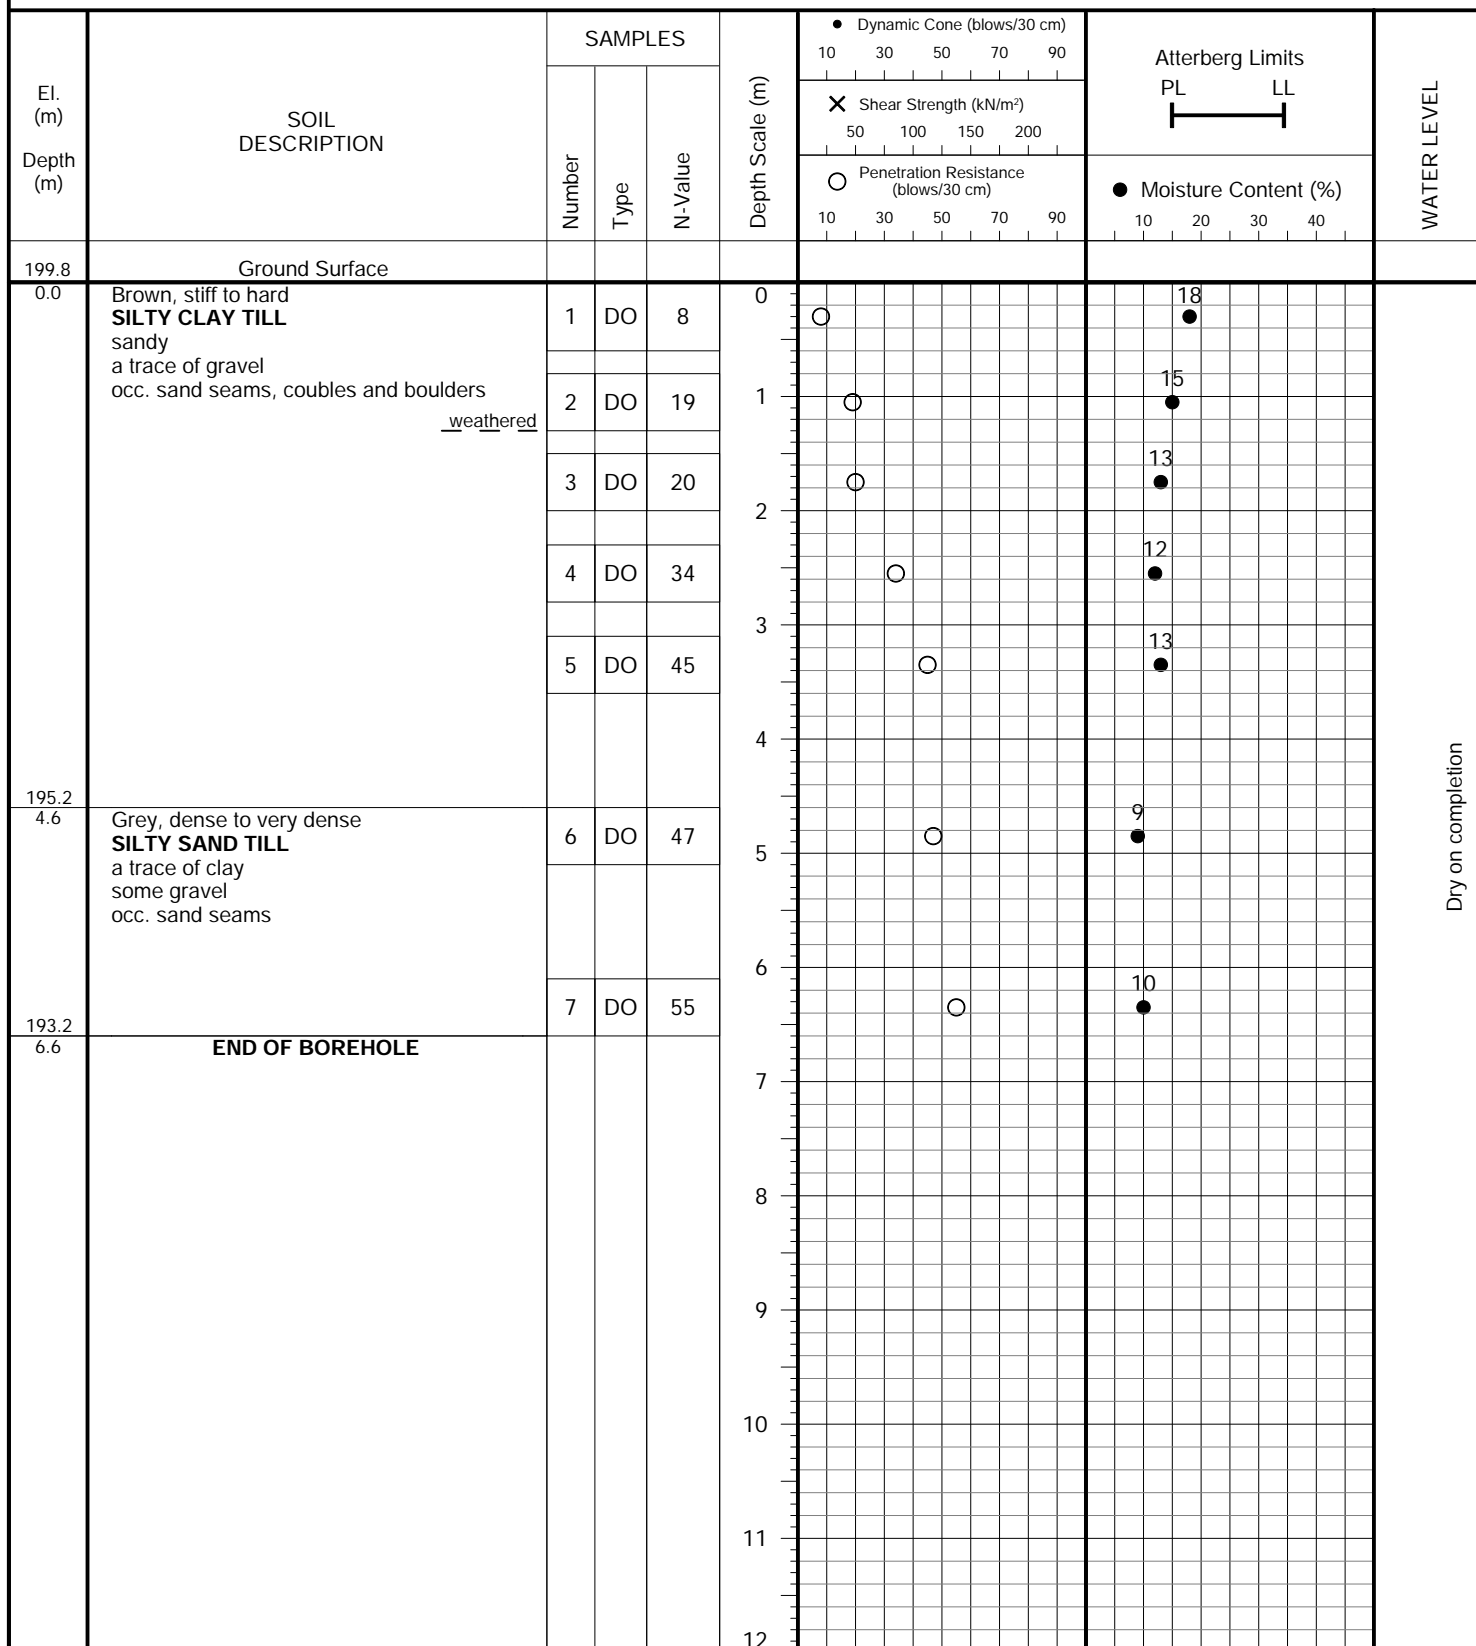 El.
(m)
Depth
(m)
SOIL
DESCRIPTION
SAMPLES
Number
Type
N-Value
Depth Scale (m)
Dynamic Cone (blows/30 cm)
10 30 50 70 90
Shear Strength (kN/m²)
50 100 150 200
Penetration Resistance
(blows/30 cm)
10 30 50 70 90
Atterberg Limits
PL LL
Moisture Content (%)
10 20 30 40
WATER LEVEL
199.8 Ground Surface
0.0 Brown, stiff to hard
SILTY CLAY TILL
sandy
a trace of gravel
occ. sand seams, coubles and boulders
weathered
1 DO 8
2 DO 19
3 DO 20
4 DO 34
5 DO 45
195.2
4.6 Grey, dense to very dense
SILTY SAND TILL
a trace of clay
some gravel
occ. sand seams
6 DO 47
7 DO 55
193.2
6.6 END OF BOREHOLE
0
1
2
3
4
5
6
7
8
9
10
11
12
18
15
13
12
13
9
10
Dry on completion